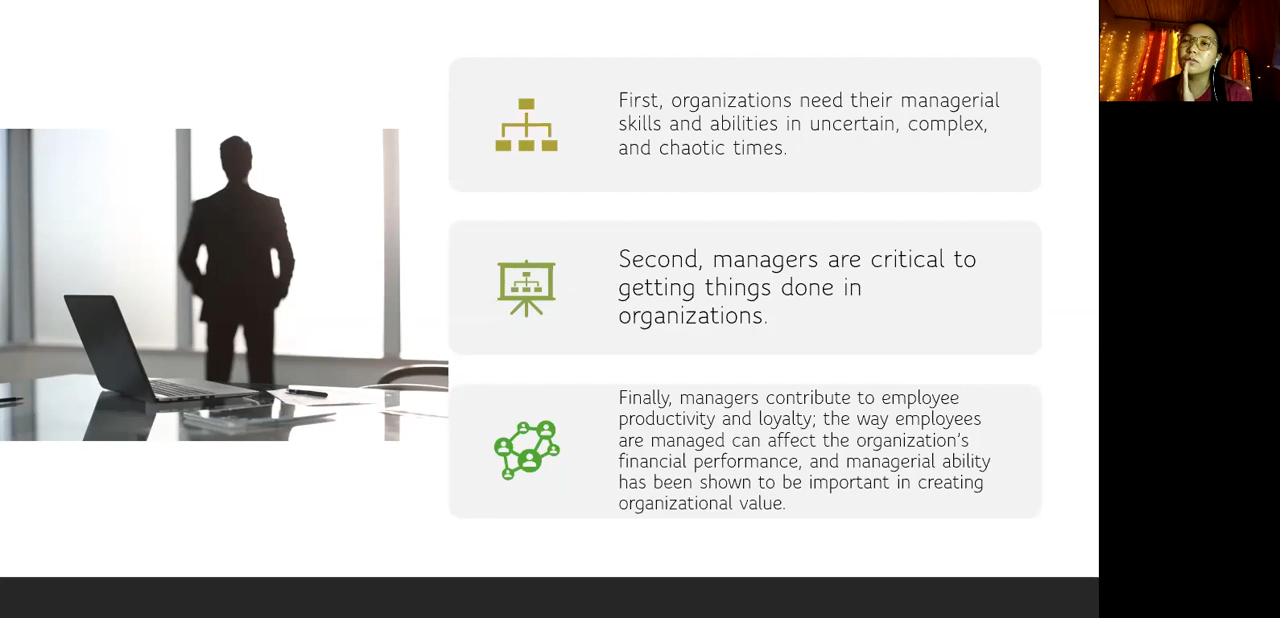 First, organizations need their managerial
skills and abilities in uncertain, complex,
and chaotic times.
Second, managers are critical to
getting things done in
organizations.
Finally, managers contribute to employee
productivity and loyalty; the way employees
are managed can affect the organization's
financial performance, and managerial ability
has been shown to be important in creating
organizational value.